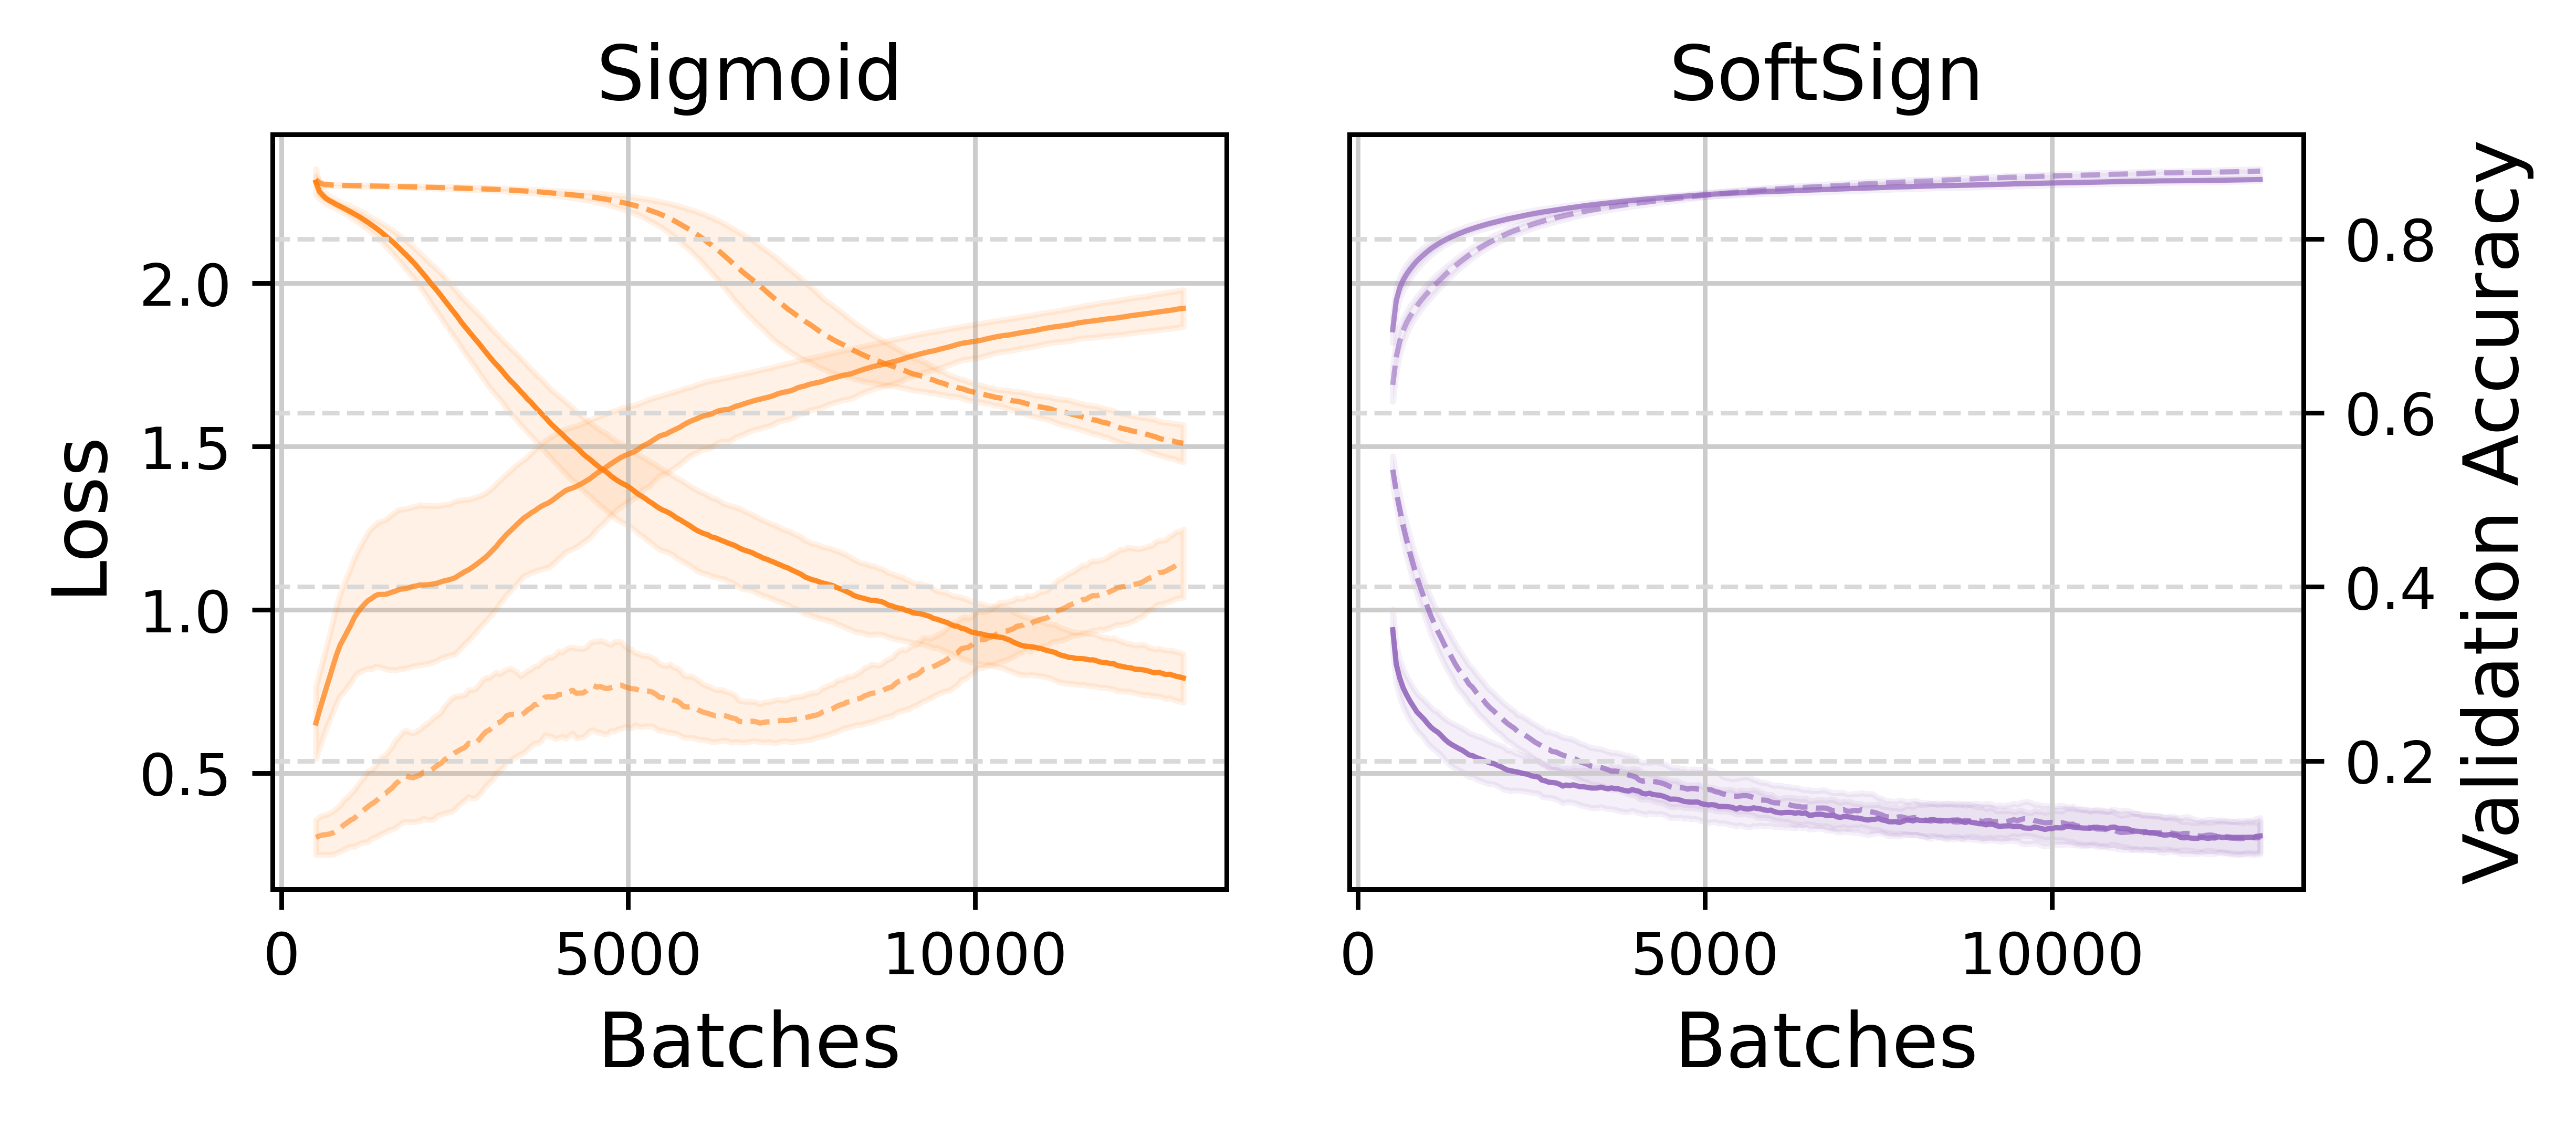 Sigmoid
SoftSign
Loss
2.0
1.5
1.0
0.5
0
5000
10000
Batches
0
5000
10000
Batches
0.8
0.6
0.4
0.2
Validation Accuracy